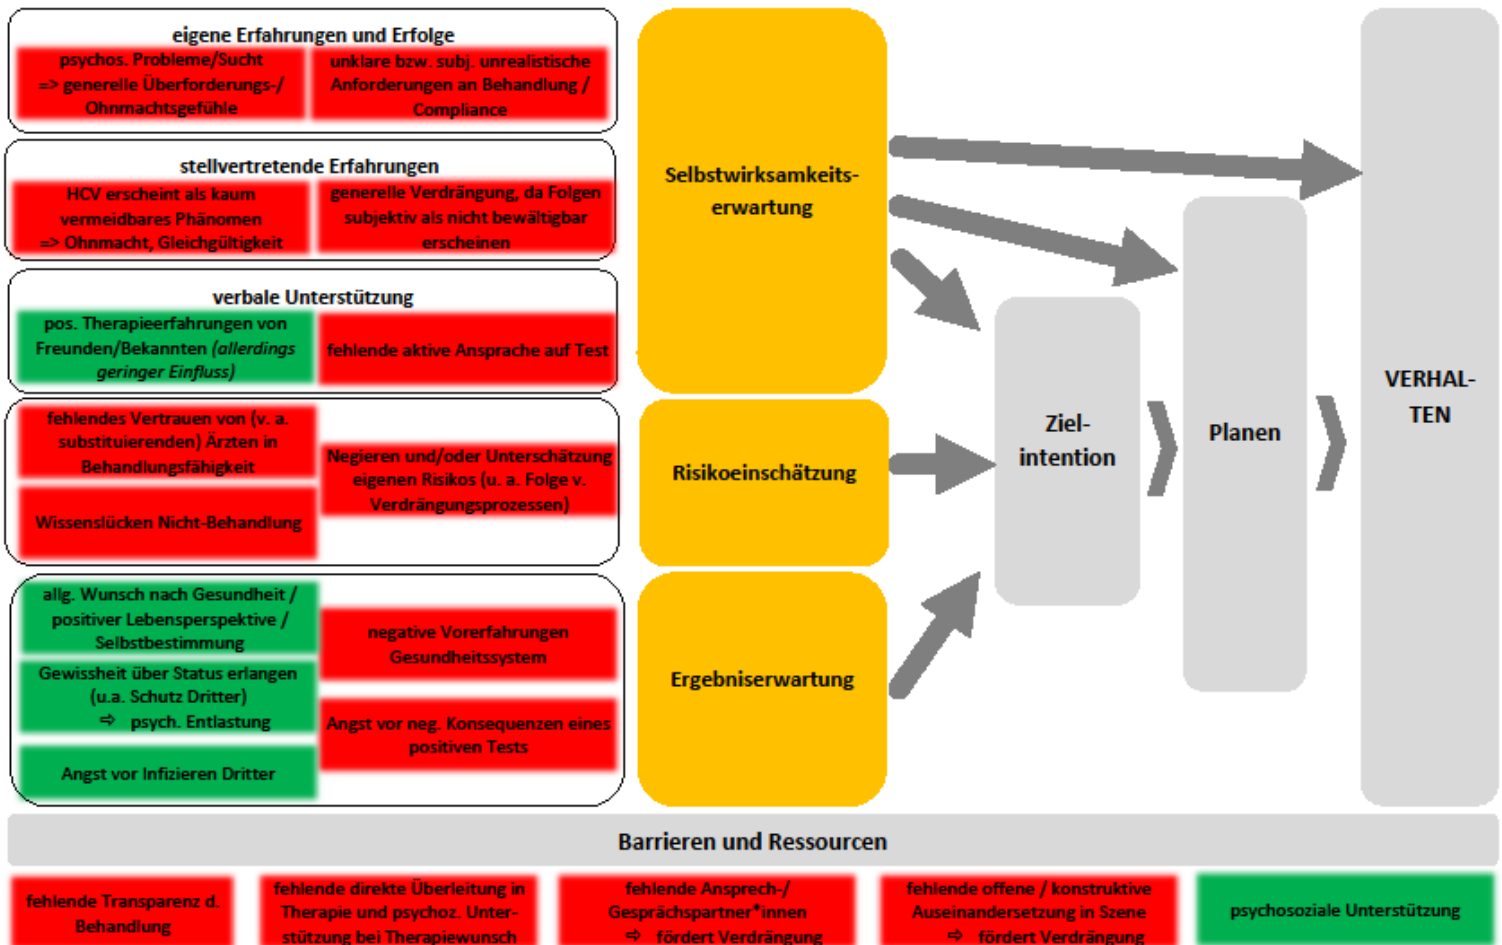 eigene Erfahrungen und Erfolge
psychos. Probleme/Sucht
=> generelle Überforderungs-/
Ohnmachtsgefühle
unklare bzw. subj. unrealistische
Anforderungen an Behandlung /
Compliance
stellvertretende Erfahrungen
HCV erscheint als kaum
vermeidbares Phänomen
=> Ohnmacht, Gleichgültigkeit
generelle Verdrängung, da Folgen
subjektiv als nicht bewältigbar
erscheinen
verbale Unterstützung
pos. Therapieerfahrungen von
Freunden/Bekannten (allerdings
geringer Einfluss)
fehlende aktive Ansprache auf Test
fehlendes Vertrauen von (v. a.
substituierenden) Ärzten in
Behandlungsfähigkeit
Wissenslücken Nicht-Behandlung
Negieren und/oder Unterschätzung
eigenen Risikos (u. a. Folge v.
Verdrängungsprozessen)
allg. Wunsch nach Gesundheit /
positiver Lebensperspektive /
Selbstbestimmung
Gewissheit über Status erlangen
(u.a. Schutz Dritter)
⇨ psych. Entlastung
Angst vor Infizieren Dritter
negative Vorerfahrungen
Gesundheitssystem
Angst vor neg. Konsequenzen eines
positiven Tests
Selbstwirksamkeits-
erwartung
Risikoeinschätzung
Ergebniserwartung
Ziel-
intention
Planen
VERHAL-
TEN
Barrieren und Ressourcen
fehlende Transparenz d.
Behandlung
fehlende direkte Überleitung in
Therapie und psychoz. Unter-
stützung bei Therapiewunsch
fehlende Ansprech-/
Gesprächspartner*innen
⇨ fördert Verdrängung
fehlende offene / konstruktive
Auseinandersetzung in Szene
⇨ fördert Verdrängung
psychosoziale Unterstützung